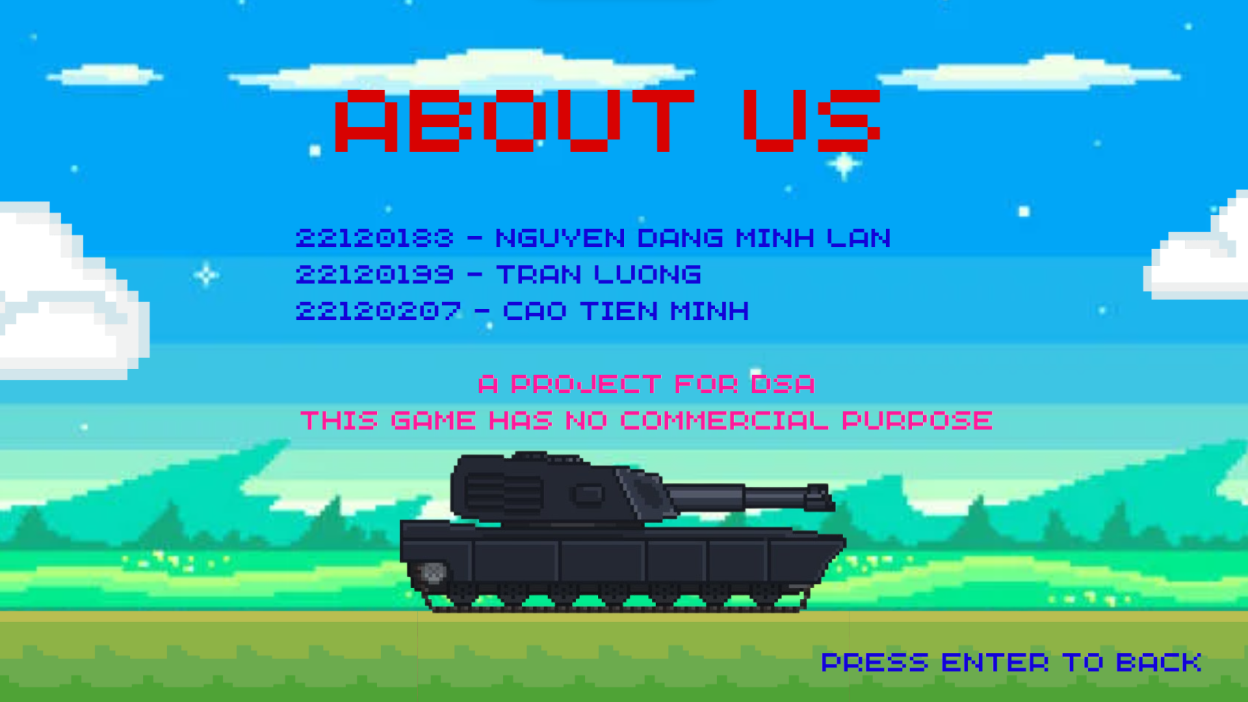 ABOUT US
22120183 - NGUYEN DANG MINH LAN
22120199 - TRAN LUONG
22120207 - CAO TIEN MINH
A PROJECT FOR DSA
THIS GAME HAS NO COMMERCIAL PURPOSE
PRESS ENTER TO BACK